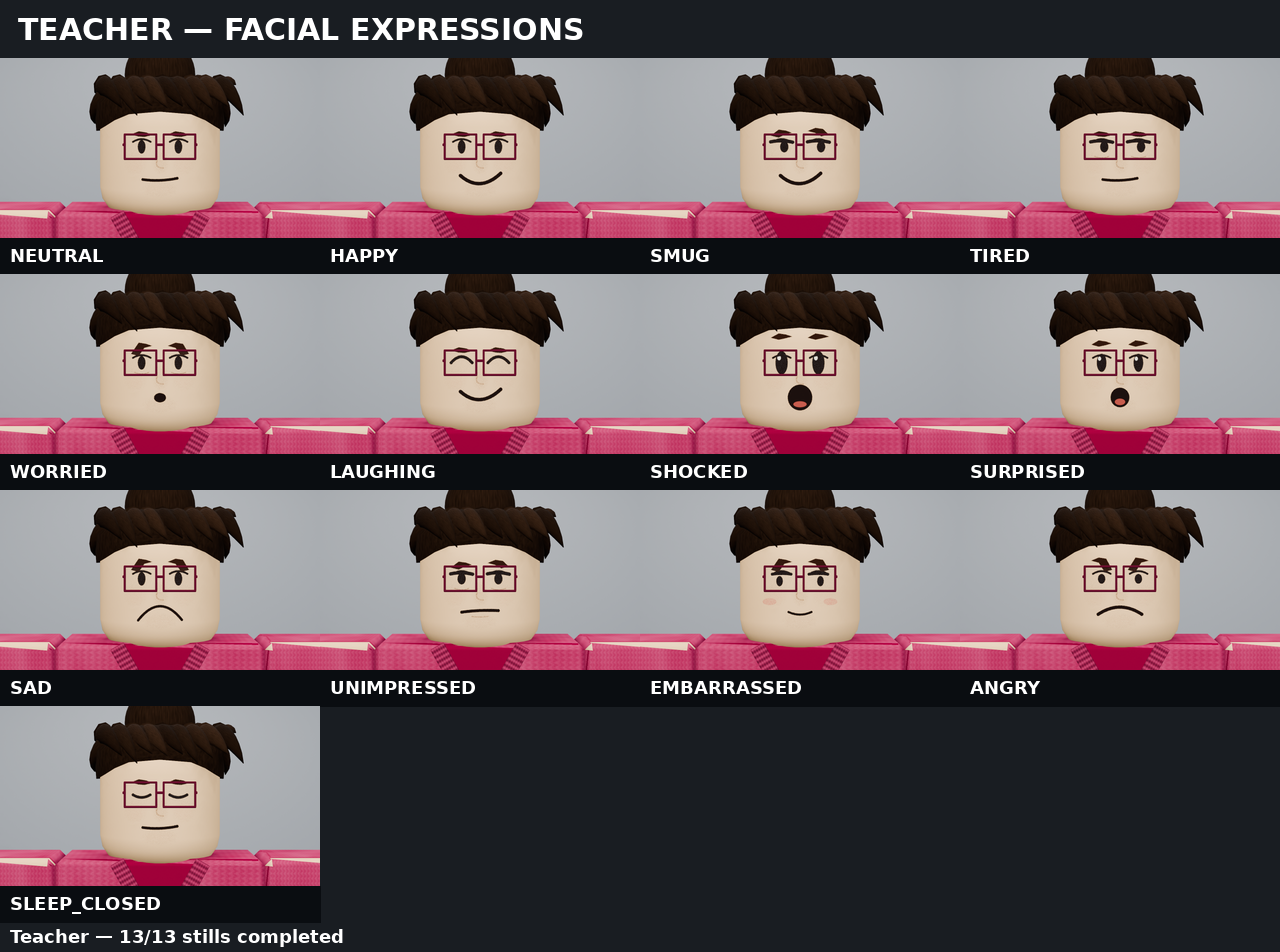 TEACHER — FACIAL EXPRESSIONS
NEUTRAL
HAPPY
SMUG
TIRED
WORRIED
LAUGHING
SHOCKED
SURPRISED
SAD
UNIMPRESSED
EMBARRASSED
ANGRY
SLEEP_CLOSED
Teacher — 13/13 stills completed